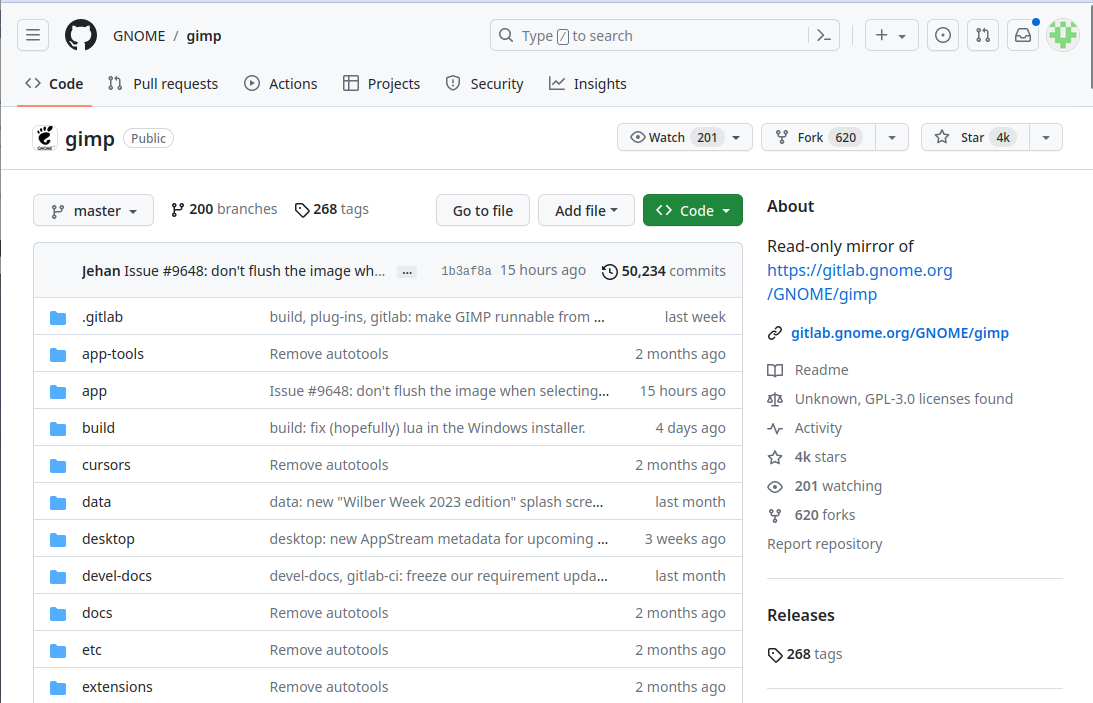 GNOME / gimp
Type / to search
Code Pull requests Actions Projects Security Insights
gimp Public
Watch 201 Fork 620 Star 4k
master 200 branches 268 tags Go to file Add file Code
Jehan Issue #9648: don't flush the image wh... ... 1b3af8a 15 hours ago 50,234 commits
.gitlab build, plug-ins, gitlab: make GIMP runnable from ... last week
app-tools Remove autotools 2 months ago
app Issue #9648: don't flush the image when selecting... 15 hours ago
build build: fix (hopefully) lua in the Windows installer. 4 days ago
cursors Remove autotools 2 months ago
data data: new "Wilber Week 2023 edition" splash scre... last month
desktop desktop: new AppStream metadata for upcoming ... 3 weeks ago
devel-docs devel-docs, gitlab-ci: freeze our requirement upda... last month
docs Remove autotools 2 months ago
etc Remove autotools 2 months ago
extensions Remove autotools 2 months ago
About
Read-only mirror of
https://gitlab.gnome.org
/GNOME/gimp
gitlab.gnome.org/GNOME/gimp
Readme
Unknown, GPL-3.0 licenses found
Activity
4k stars
201 watching
620 forks
Report repository
Releases
268 tags